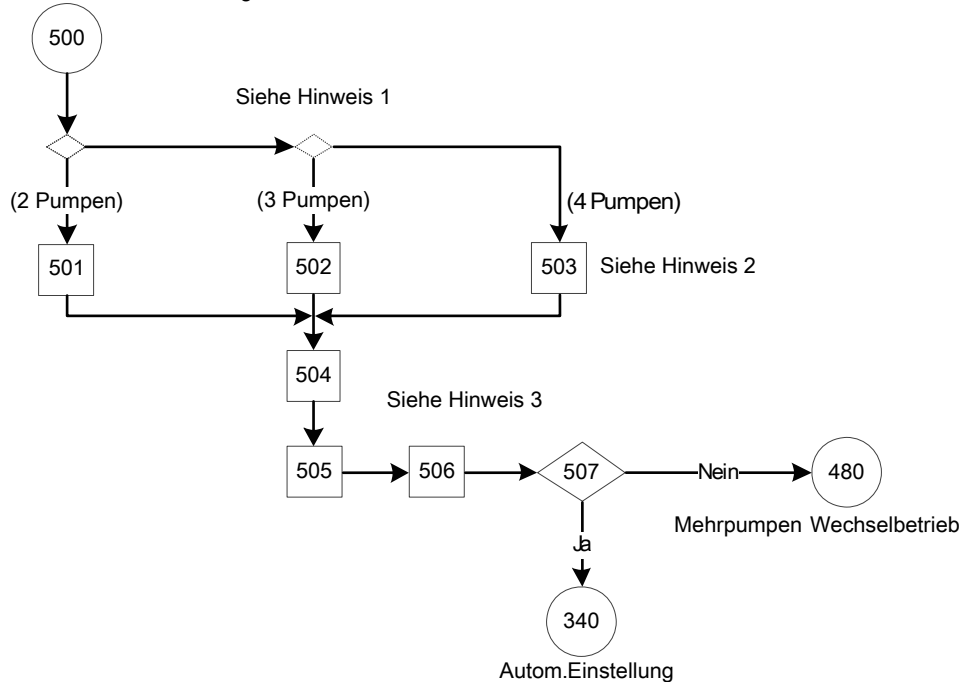 500
Siehe Hinweis 1
(2 Pumpen)
(3 Pumpen)
(4 Pumpen)
501
502
503
Siehe Hinweis 2
504
Siehe Hinweis 3
505
506
507
Nein
480
Mehrpumpen Wechselbetrieb
Ja
340
Autom.Einstellung